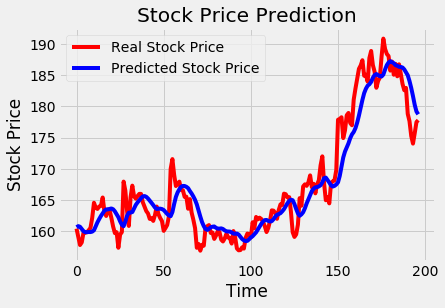 Stock Price Prediction
Real Stock Price
Predicted Stock Price
Stock Price
190
185
180
175
170
165
160
0 50 100 150 200
Time